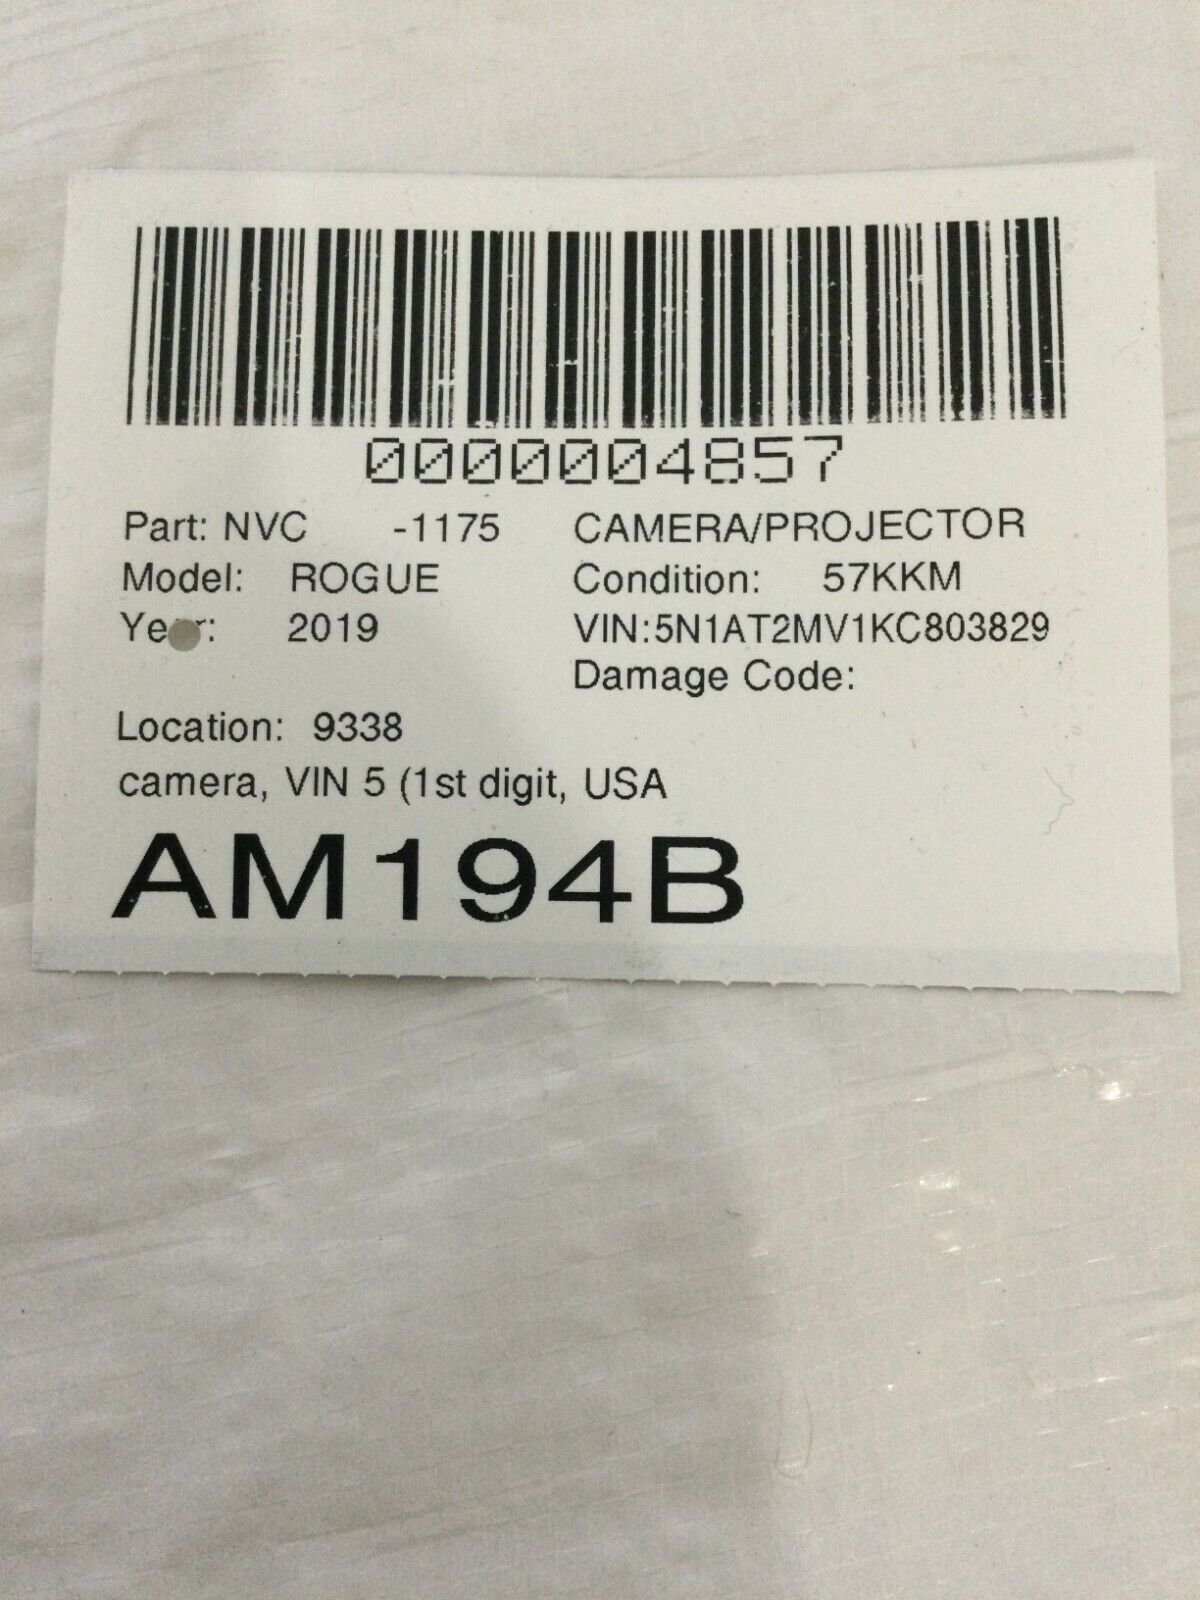 0000004857
Part: NVC -1175 CAMERA/PROJECTOR
Model: ROGUE Condition: 57KKM
2019 VIN:5N1AT2MV1KC803829
Damage Code:
Location: 9338
camera, VIN 5 (1st digit, USA
AM194B